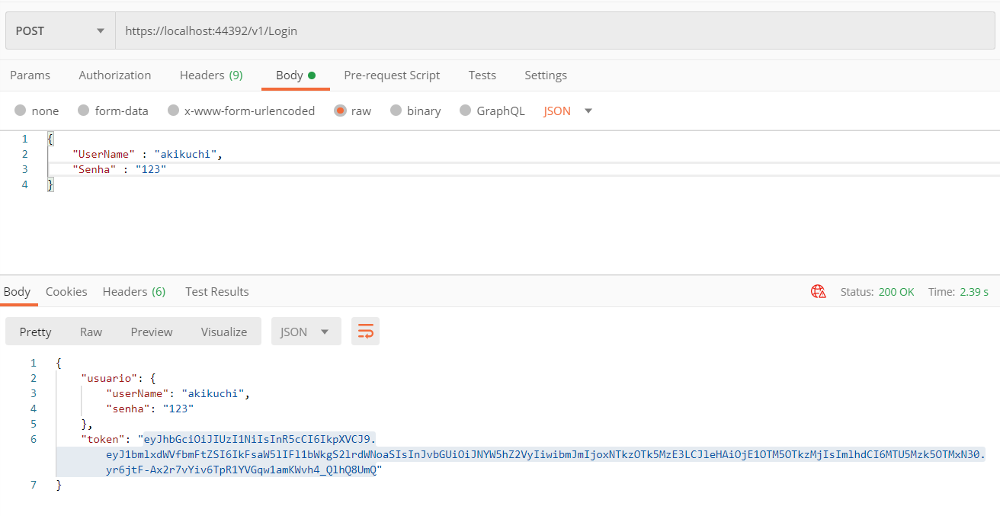 POST https://localhost:44392/v1/Login
Params Authorization Headers (9) Body Pre-request Script Tests Settings
none form-data x-www-form-urlencoded raw binary GraphQL JSON
1 {
2 "UserName" : "akikuchi",
3 "Senha" : "123"
4 }
Body Cookies Headers (6) Test Results Status: 200 OK Time: 2.39 s
Pretty Raw Preview Visualize JSON
1 {
2 "usuario": {
3 "userName": "akikuchi",
4 "senha": "123"
5 },
6 "token": "eyJhbGciOiJIUzI1NiIsInR5cCI6IkpXVCJ9.
eyJ1bmlxdWVfbmFtZSI6IkFsaW5lIFl1bWkgS2lrdWNoaSIsInJvbGUiOiJNYW5hZ2VyIiwibmJmIjoxNTkzOTk5MzE3LCJleHAiOjE1OTM5OTkzMjIsImlhdCI6MTU5Mzk5OTMxN30.
yr6jtF-Ax2r7vYiv6TpR1YVGqw1amKWvh4_QlhQ8UmQ"
7 }